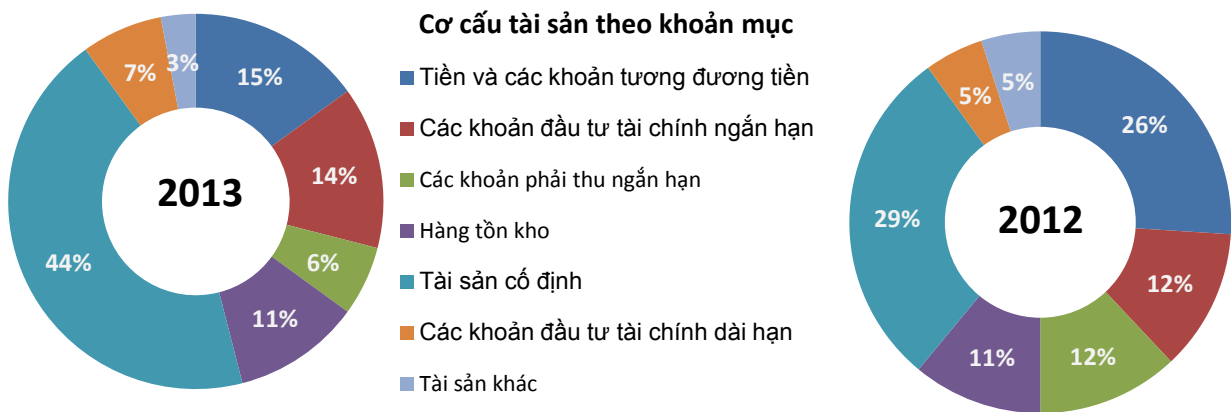 Cơ cấu tài sản theo khoản mục
2013
15%
14%
6%
11%
44%
7%
3%
Tiền và các khoản tương đương tiền
Các khoản đầu tư tài chính ngắn hạn
Các khoản phải thu ngắn hạn
Hàng tồn kho
Tài sản cố định
Các khoản đầu tư tài chính dài hạn
Tài sản khác
2012
26%
12%
12%
11%
29%
5%
5%